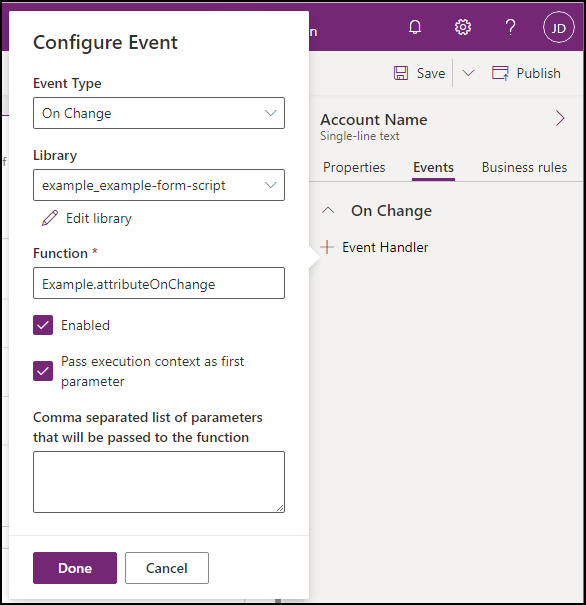 Configure Event
n
JD
Event Type
On Change
Save
Publish
Account Name
Single-line text
Library
example_example-form-script
Properties
Events
Business rules
f
Edit library
On Change
Function *
Event Handler
Example.attributeOnChange
Enabled
Pass execution context as first
parameter
Comma separated list of parameters
that will be passed to the function
Done
Cancel